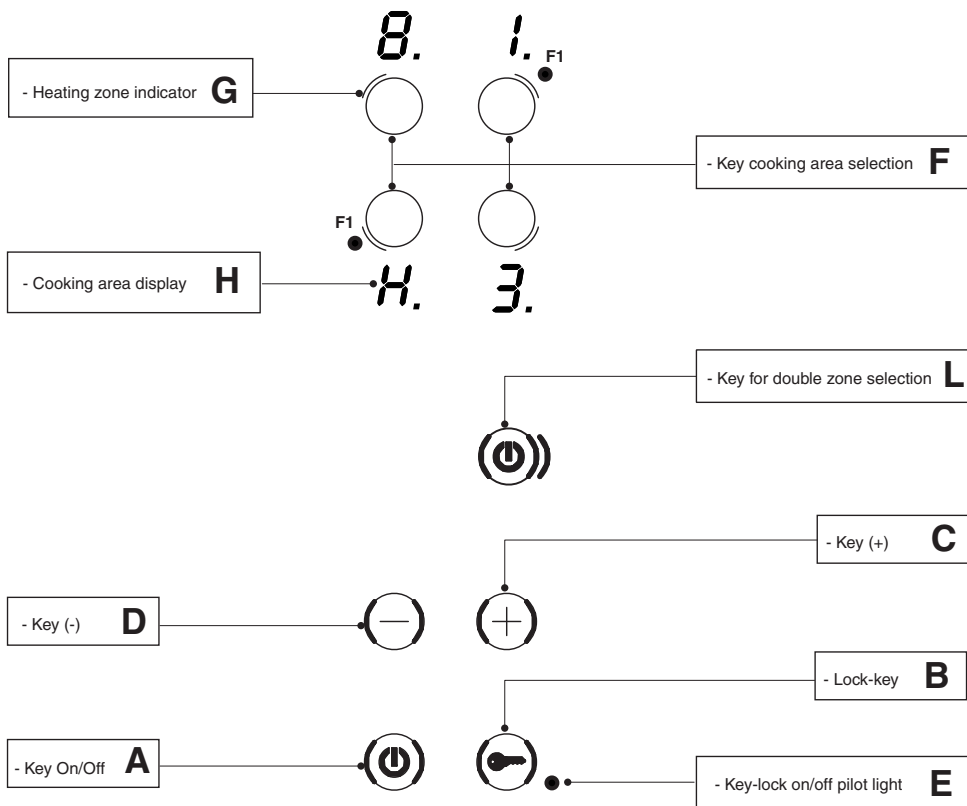 8. 1.
F1
- Heating zone indicator G
- Key cooking area selection F
F1
- Cooking area display H
H. 3.
- Key for double zone selection L
- Key (+) C
- Key (-) D
- Lock-key B
- Key On/Off A
- Key-lock on/off pilot light E